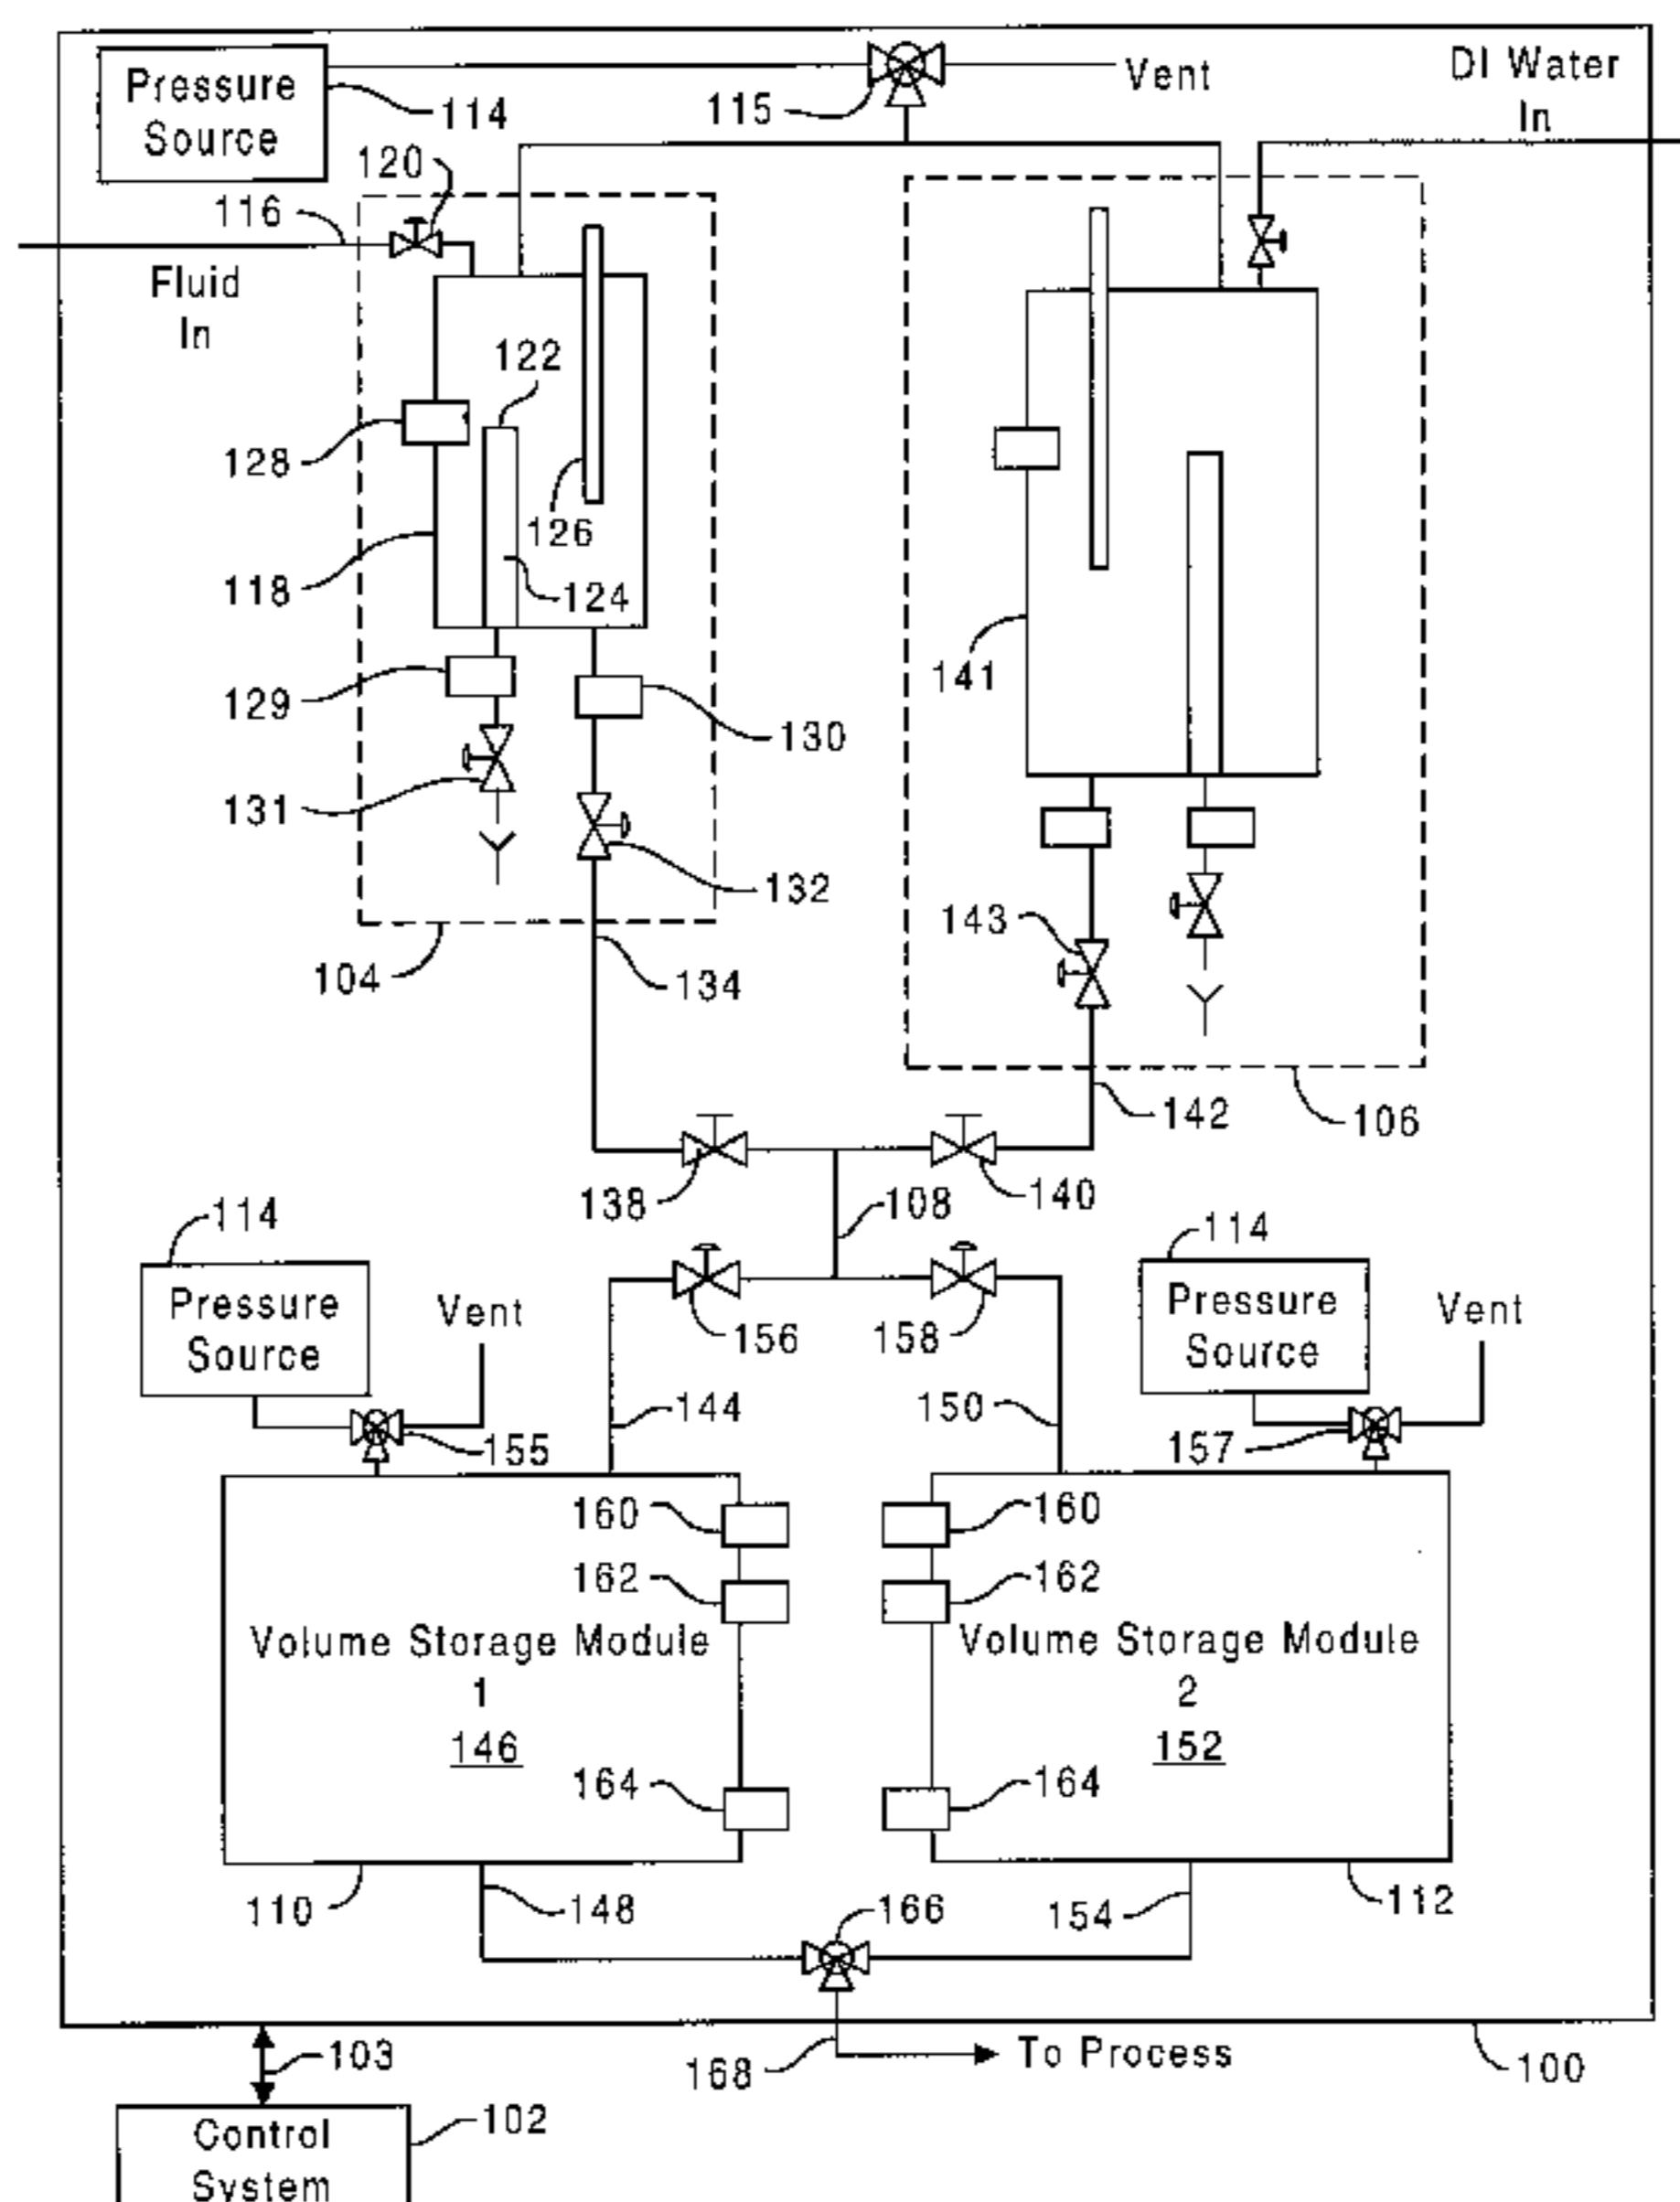 Pressure
Source
114
115
Vent
DI Water
In
120
116
Fluid
In
122
128
126
118
124
141
129
130
131
132
143
104
134
142
106
138
108
140
114
Pressure
Source
Vent
156
158
114
Pressure
Source
Vent
144
150
155
157
160
160
162
162
Volume Storage Module
1
146
Volume Storage Module
2
152
164
164
110
148
166
154
112
103
168
To Process
100
Control
System
102